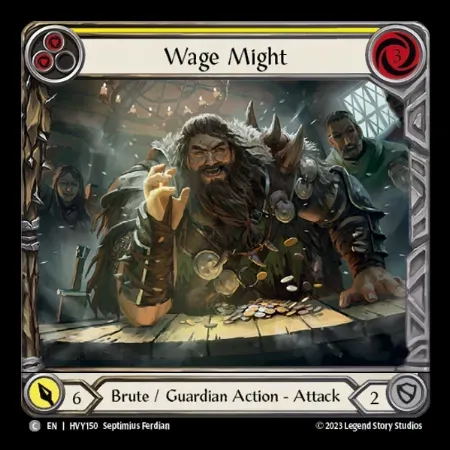 Wage Might
3
6
Brute / Guardian Action - Attack
2
C EN | HVY150 Septimius Ferdian
© 2023 Legend Story Studios